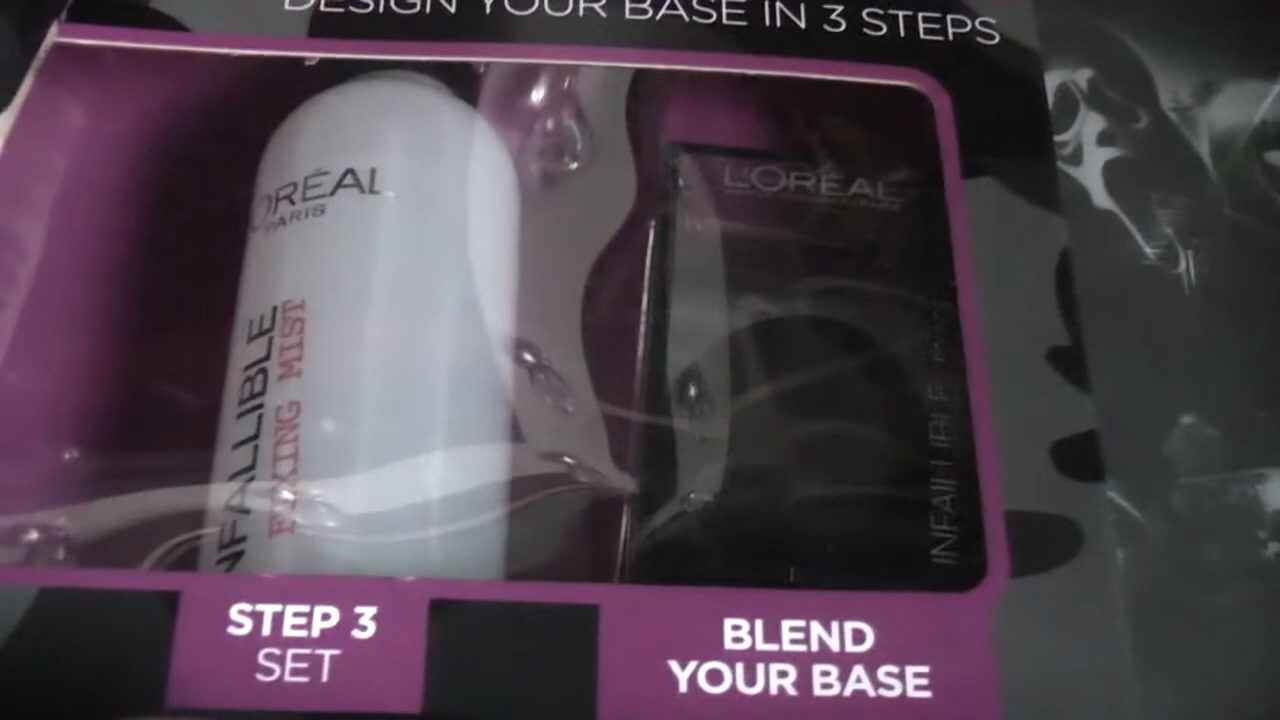 DESIGN YOUR BASE IN 3 STEPS
L'ORÉAL
PARIS
INFALLIBLE
FIXING MIST
L'ORÉAL
INFAILLIBLE
STEP 3
SET
BLEND
YOUR BASE